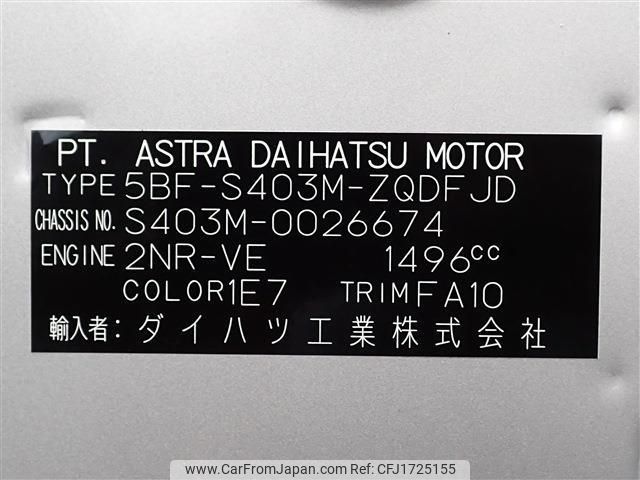 PT. ASTRA DAIHATSU MOTOR
TYPE 5BF-S403M-ZQDFJD
CHASSIS NO. S403M-0026674
ENGINE 2NR-VE 1496cc
COLOR 1E7 TRIM FA10
輸入者: ダイハツ工業株式会社
www.CarFromJapan.com CFJ1725155